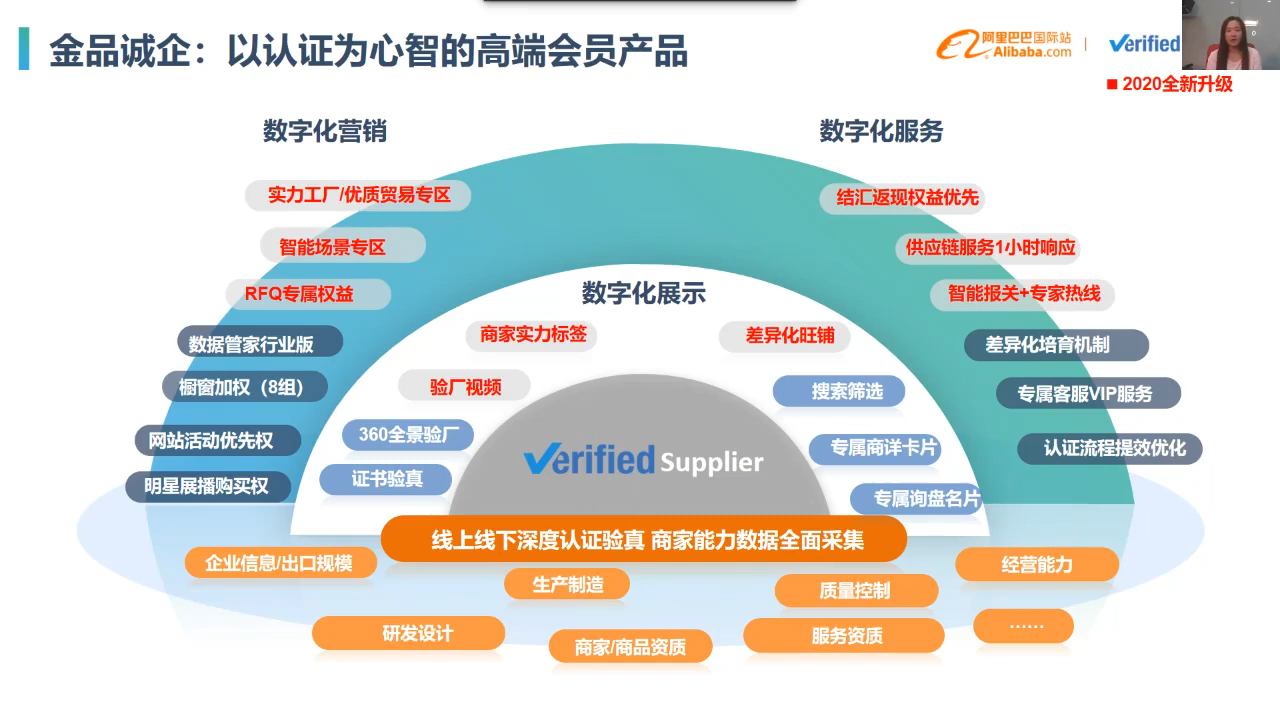 金品诚企：以认证为心智的高端会员产品
阿里巴巴国际站
Alibaba.com
Verified
2020全新升级
数字化营销
数字化服务
实力工厂/优质贸易专区
智能场景专区
RFQ专属权益
数据管家行业版
橱窗加权（8组）
网站活动优先权
明星展播购买权
结汇返现权益优先
供应链服务1小时响应
智能报关+专家热线
差异化培育机制
专属客服VIP服务
认证流程提效优化
数字化展示
商家实力标签
验厂视频
360全景验厂
证书验真
差异化旺铺
搜索筛选
专属商详卡片
专属询盘名片
Verified Supplier
线上线下深度认证验真 商家能力数据全面采集
企业信息/出口规模
生产制造
质量控制
经营能力
研发设计
商家/商品资质
服务资质
……